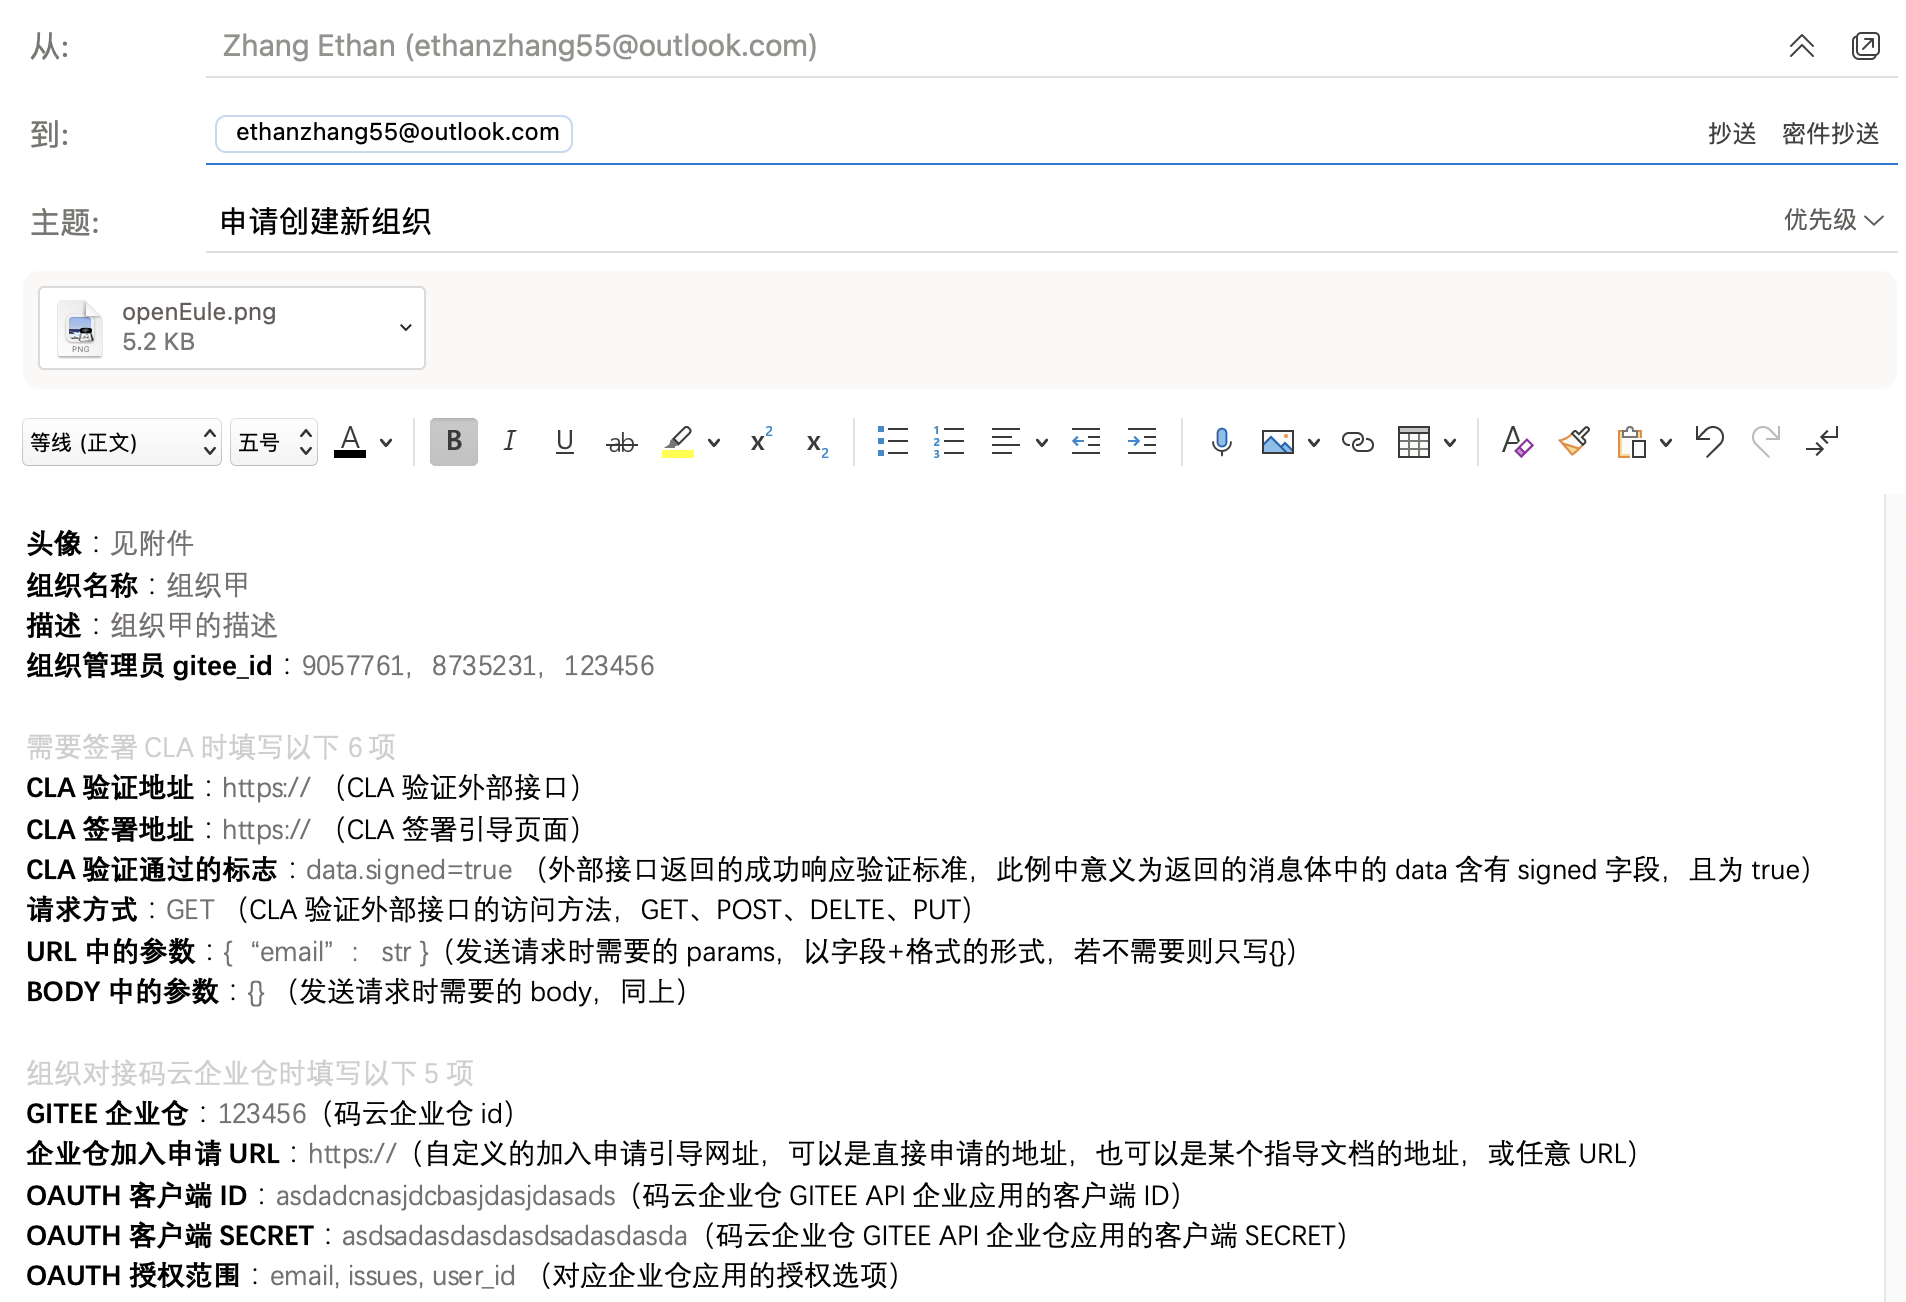 从:
Zhang Ethan (ethanzhang55@outlook.com)
到:
ethanzhang55@outlook.com
抄送 密件抄送
主题:
申请创建新组织
优先级
PNG
openEule.png
5.2 KB
等线 (正文) 五号 A B I U ab x² x₂
头像：见附件
组织名称：组织甲
描述：组织甲的描述
组织管理员 gitee_id：9057761，8735231，123456
需要签署 CLA 时填写以下 6 项
CLA 验证地址：https:// （CLA 验证外部接口）
CLA 签署地址：https:// （CLA 签署引导页面）
CLA 验证通过的标志：data.signed=true （外部接口返回的成功响应验证标准，此例中意义为返回的消息体中的 data 含有 signed 字段，且为 true）
请求方式：GET （CLA 验证外部接口的访问方法，GET、POST、DELTE、PUT）
URL 中的参数：{ “email” ： str }（发送请求时需要的 params，以字段+格式的形式，若不需要则只写{}）
BODY 中的参数：{} （发送请求时需要的 body，同上）
组织对接码云企业仓时填写以下 5 项
GITEE 企业仓：123456（码云企业仓 id）
企业仓加入申请 URL：https://（自定义的加入申请引导网址，可以是直接申请的地址，也可以是某个指导文档的地址，或任意 URL）
OAUTH 客户端 ID：asdadcnasjdcbasjdasjdasads（码云企业仓 GITEE API 企业应用的客户端 ID）
OAUTH 客户端 SECRET：asdsadasdasdasdsadasdasda（码云企业仓 GITEE API 企业仓应用的客户端 SECRET）
OAUTH 授权范围：email, issues, user_id （对应企业仓应用的授权选项）